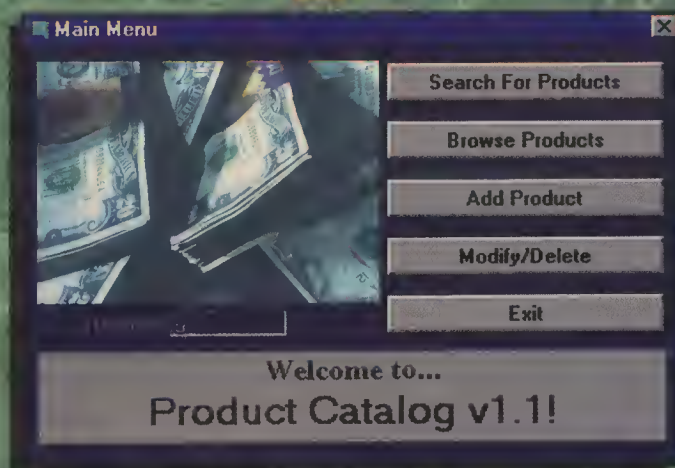 Main Menu
Search For Products
Browse Products
Add Product
Modify/Delete
Exit
Welcome to...
Product Catalog v1.1!